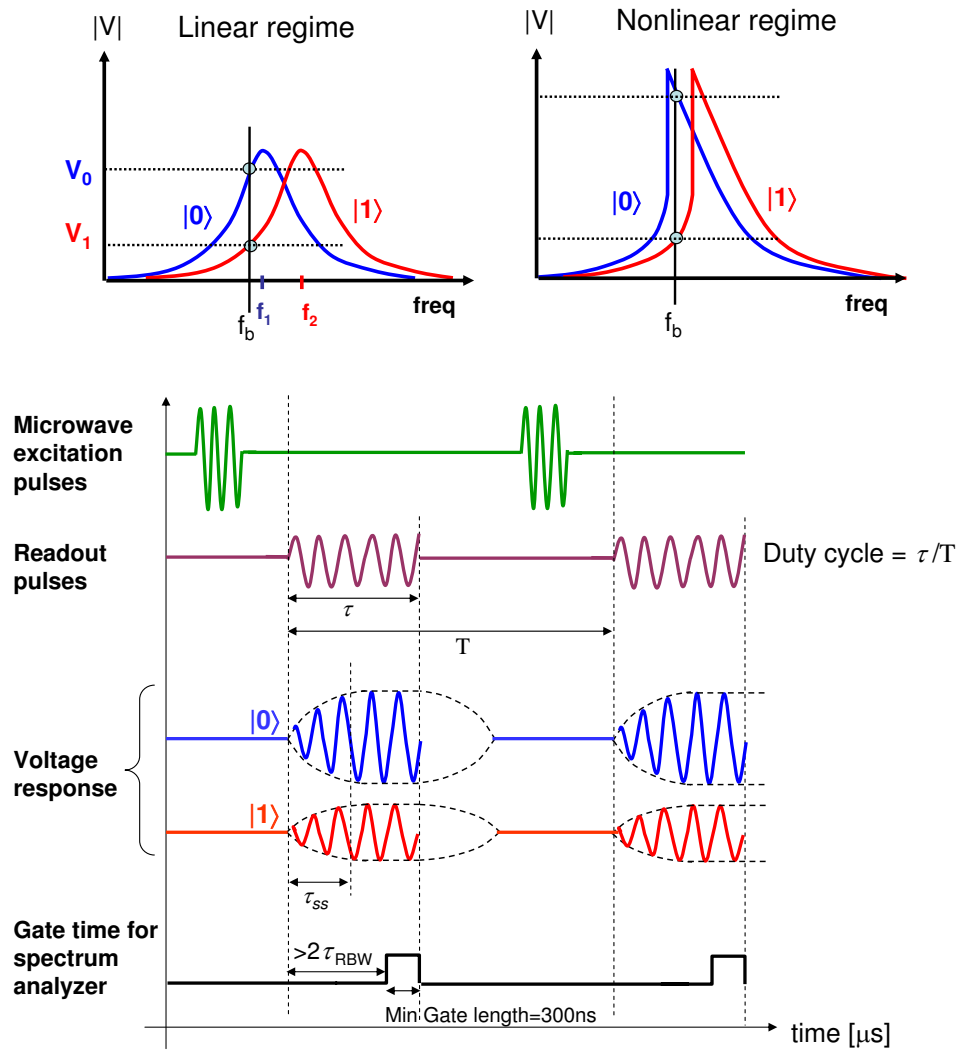 |V|
Linear regime
V0
V1
|0⟩
|1⟩
fb
f1
f2
freq
|V|
Nonlinear regime
|0⟩
|1⟩
fb
freq
Microwave
excitation
pulses
Readout
pulses
Duty cycle = τ/T
τ
T
Voltage
response
|0⟩
|1⟩
τss
Gate time for
spectrum
analyzer
>2τRBW
Min Gate length=300ns
time [μs]